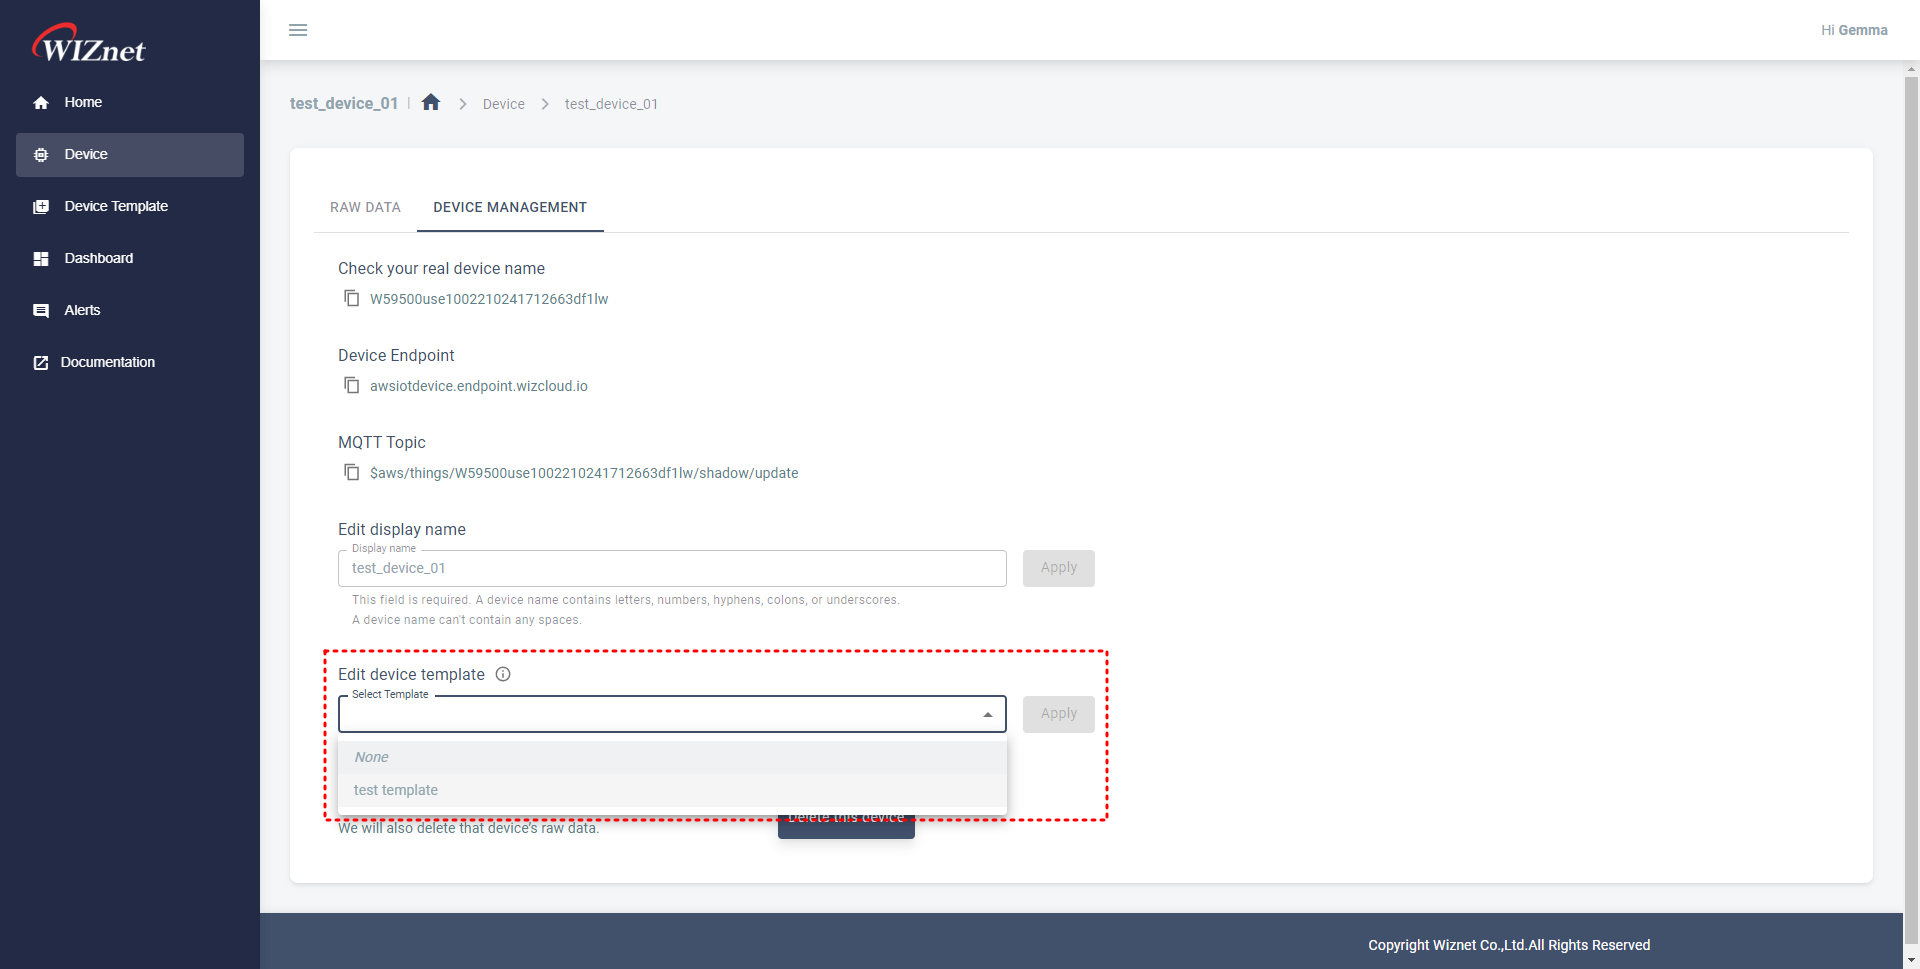 WIZnet
Hi Gemma
Home
Device
Device Template
Dashboard
Alerts
Documentation
test_device_01 | Device test_device_01
RAW DATA DEVICE MANAGEMENT
Check your real device name
W59500use1002210241712663df1lw
Device Endpoint
awsiotdevice.endpoint.wizcloud.io
MQTT Topic
$aws/things/W59500use1002210241712663df1lw/shadow/update
Edit display name
Display name
test_device_01
Apply
This field is required. A device name contains letters, numbers, hyphens, colons, or underscores.
A device name can't contain any spaces.
Edit device template
Select Template
Apply
None
test template
We will also delete that device's raw data.
Delete this device
Copyright Wiznet Co.,Ltd.All Rights Reserved